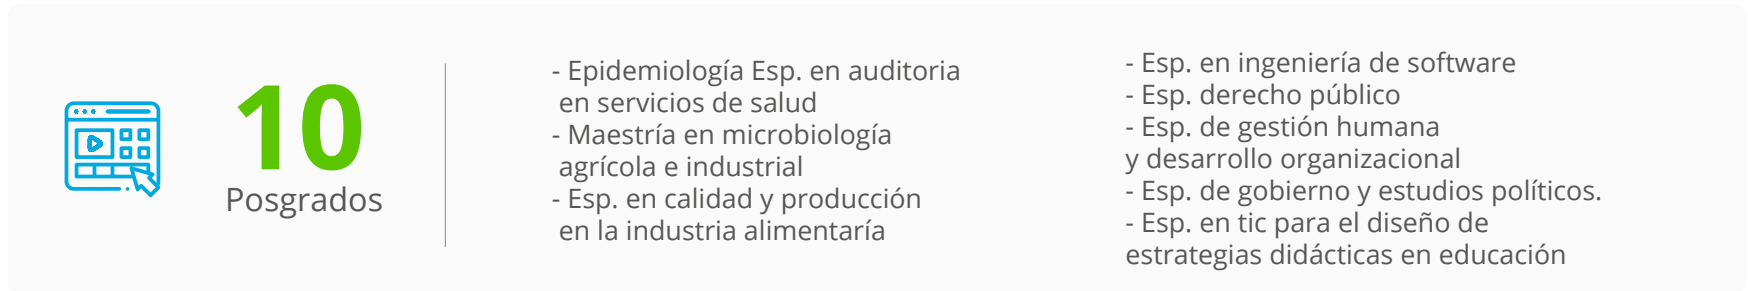 10
Posgrados
- Epidemiología Esp. en auditoria
en servicios de salud
- Maestría en microbiología
agrícola e industrial
- Esp. en calidad y producción
en la industria alimentaría
- Esp. en ingeniería de software
- Esp. derecho público
- Esp. de gestión humana
y desarrollo organizacional
- Esp. de gobierno y estudios políticos.
- Esp. en tic para el diseño de
estrategias didácticas en educación